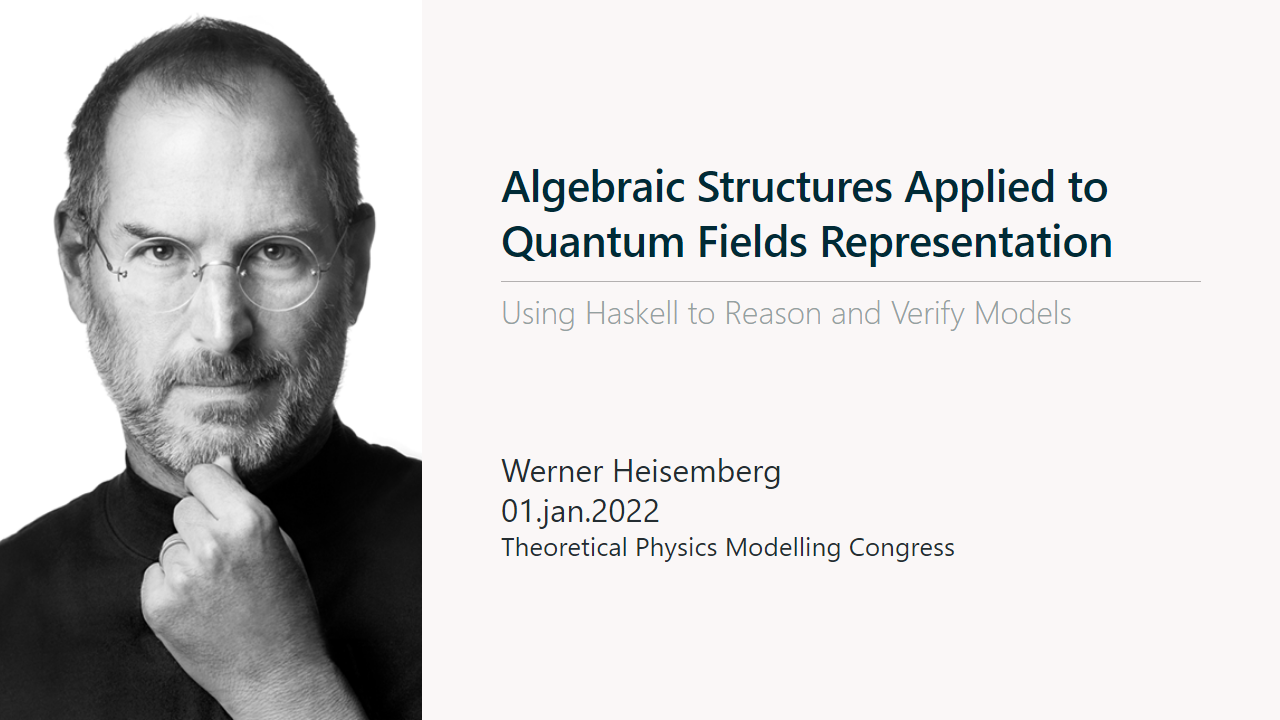 Algebraic Structures Applied to
Quantum Fields Representation
Using Haskell to Reason and Verify Models
Werner Heisemberg
01.jan.2022
Theoretical Physics Modelling Congress